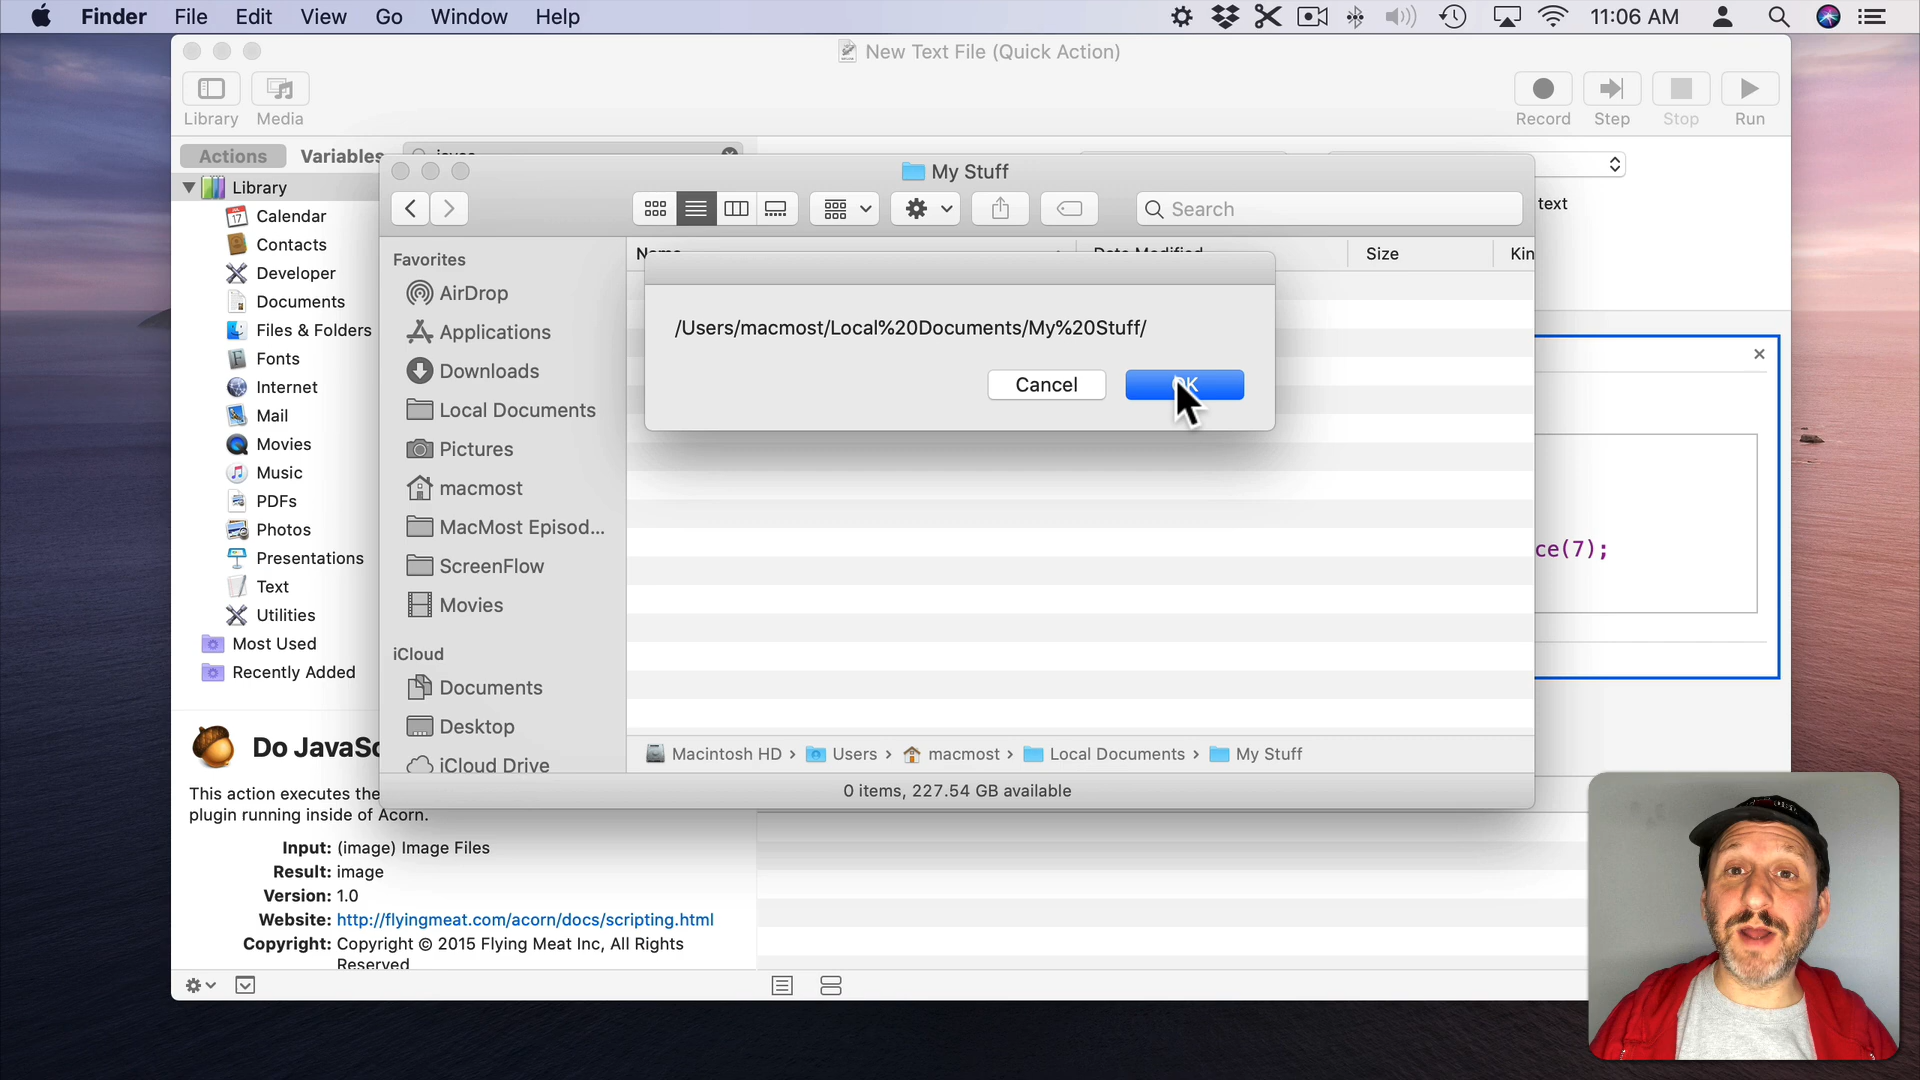 Finder File Edit View Go Window Help 11:06 AM
New Text File (Quick Action)
Library Media Record Step Stop Run
Actions Variables
My Stuff
Search
text
Library
Calendar
Contacts
Developer
Documents
Files & Folders
Fonts
Internet
Mail
Movies
Music
PDFs
Photos
Presentations
Text
Utilities
Most Used
Recently Added
Favorites
AirDrop
Applications
Downloads
Local Documents
Pictures
macmost
MacMost Episod...
ScreenFlow
Movies
iCloud
Documents
Desktop
iCloud Drive
Name Date Modified Size Kin
/Users/macmost/Local%20Documents/My%20Stuff/
Cancel OK
ce(7);
Macintosh HD › Users › macmost › Local Documents › My Stuff
0 items, 227.54 GB available
Do JavaSc
This action executes the
plugin running inside of Acorn.
Input: (image) Image Files
Result: image
Version: 1.0
Website: http://flyingmeat.com/acorn/docs/scripting.html
Copyright: Copyright © 2015 Flying Meat Inc, All Rights
Reserved